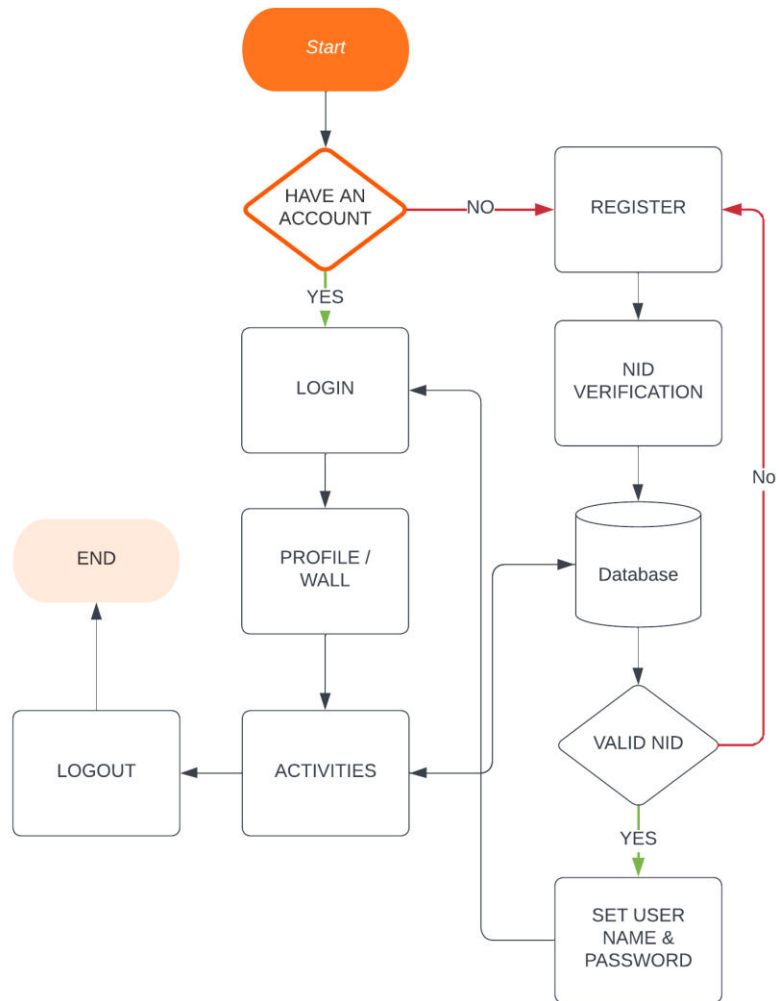 Start
HAVE AN
ACCOUNT
NO
REGISTER
YES
LOGIN
NID
VERIFICATION
No
END
PROFILE /
WALL
Database
LOGOUT
ACTIVITIES
VALID NID
YES
SET USER
NAME &
PASSWORD